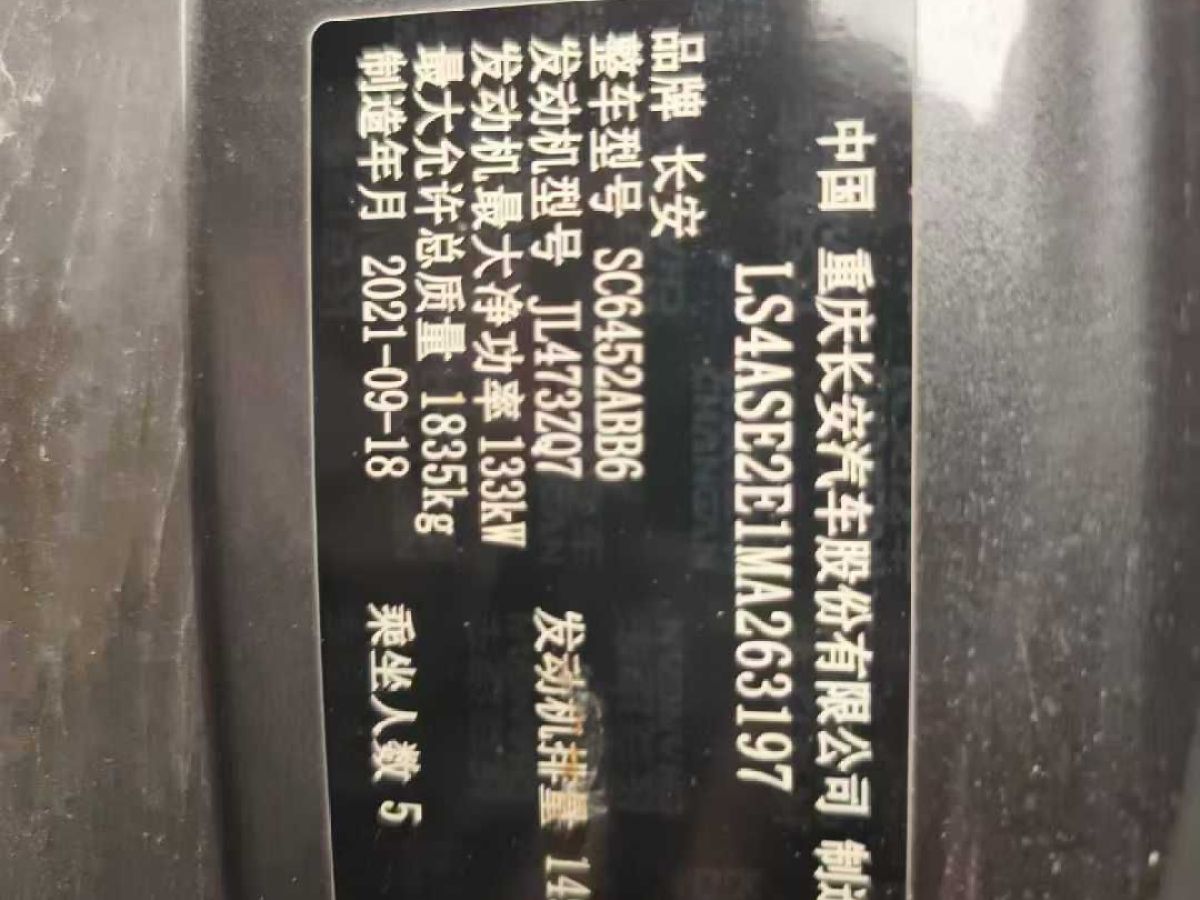 中国 重庆长安汽车股份有限公司 制造
LS4ASE2E1MA263197
品牌 长安
整车型号 SC6452ABB6
发动机型号 JL473ZQ7 发动机排量 14
发动机最大净功率 133kW
最大允许总质量 1835kg
制造年月 2021-09-18 乘坐人数 5